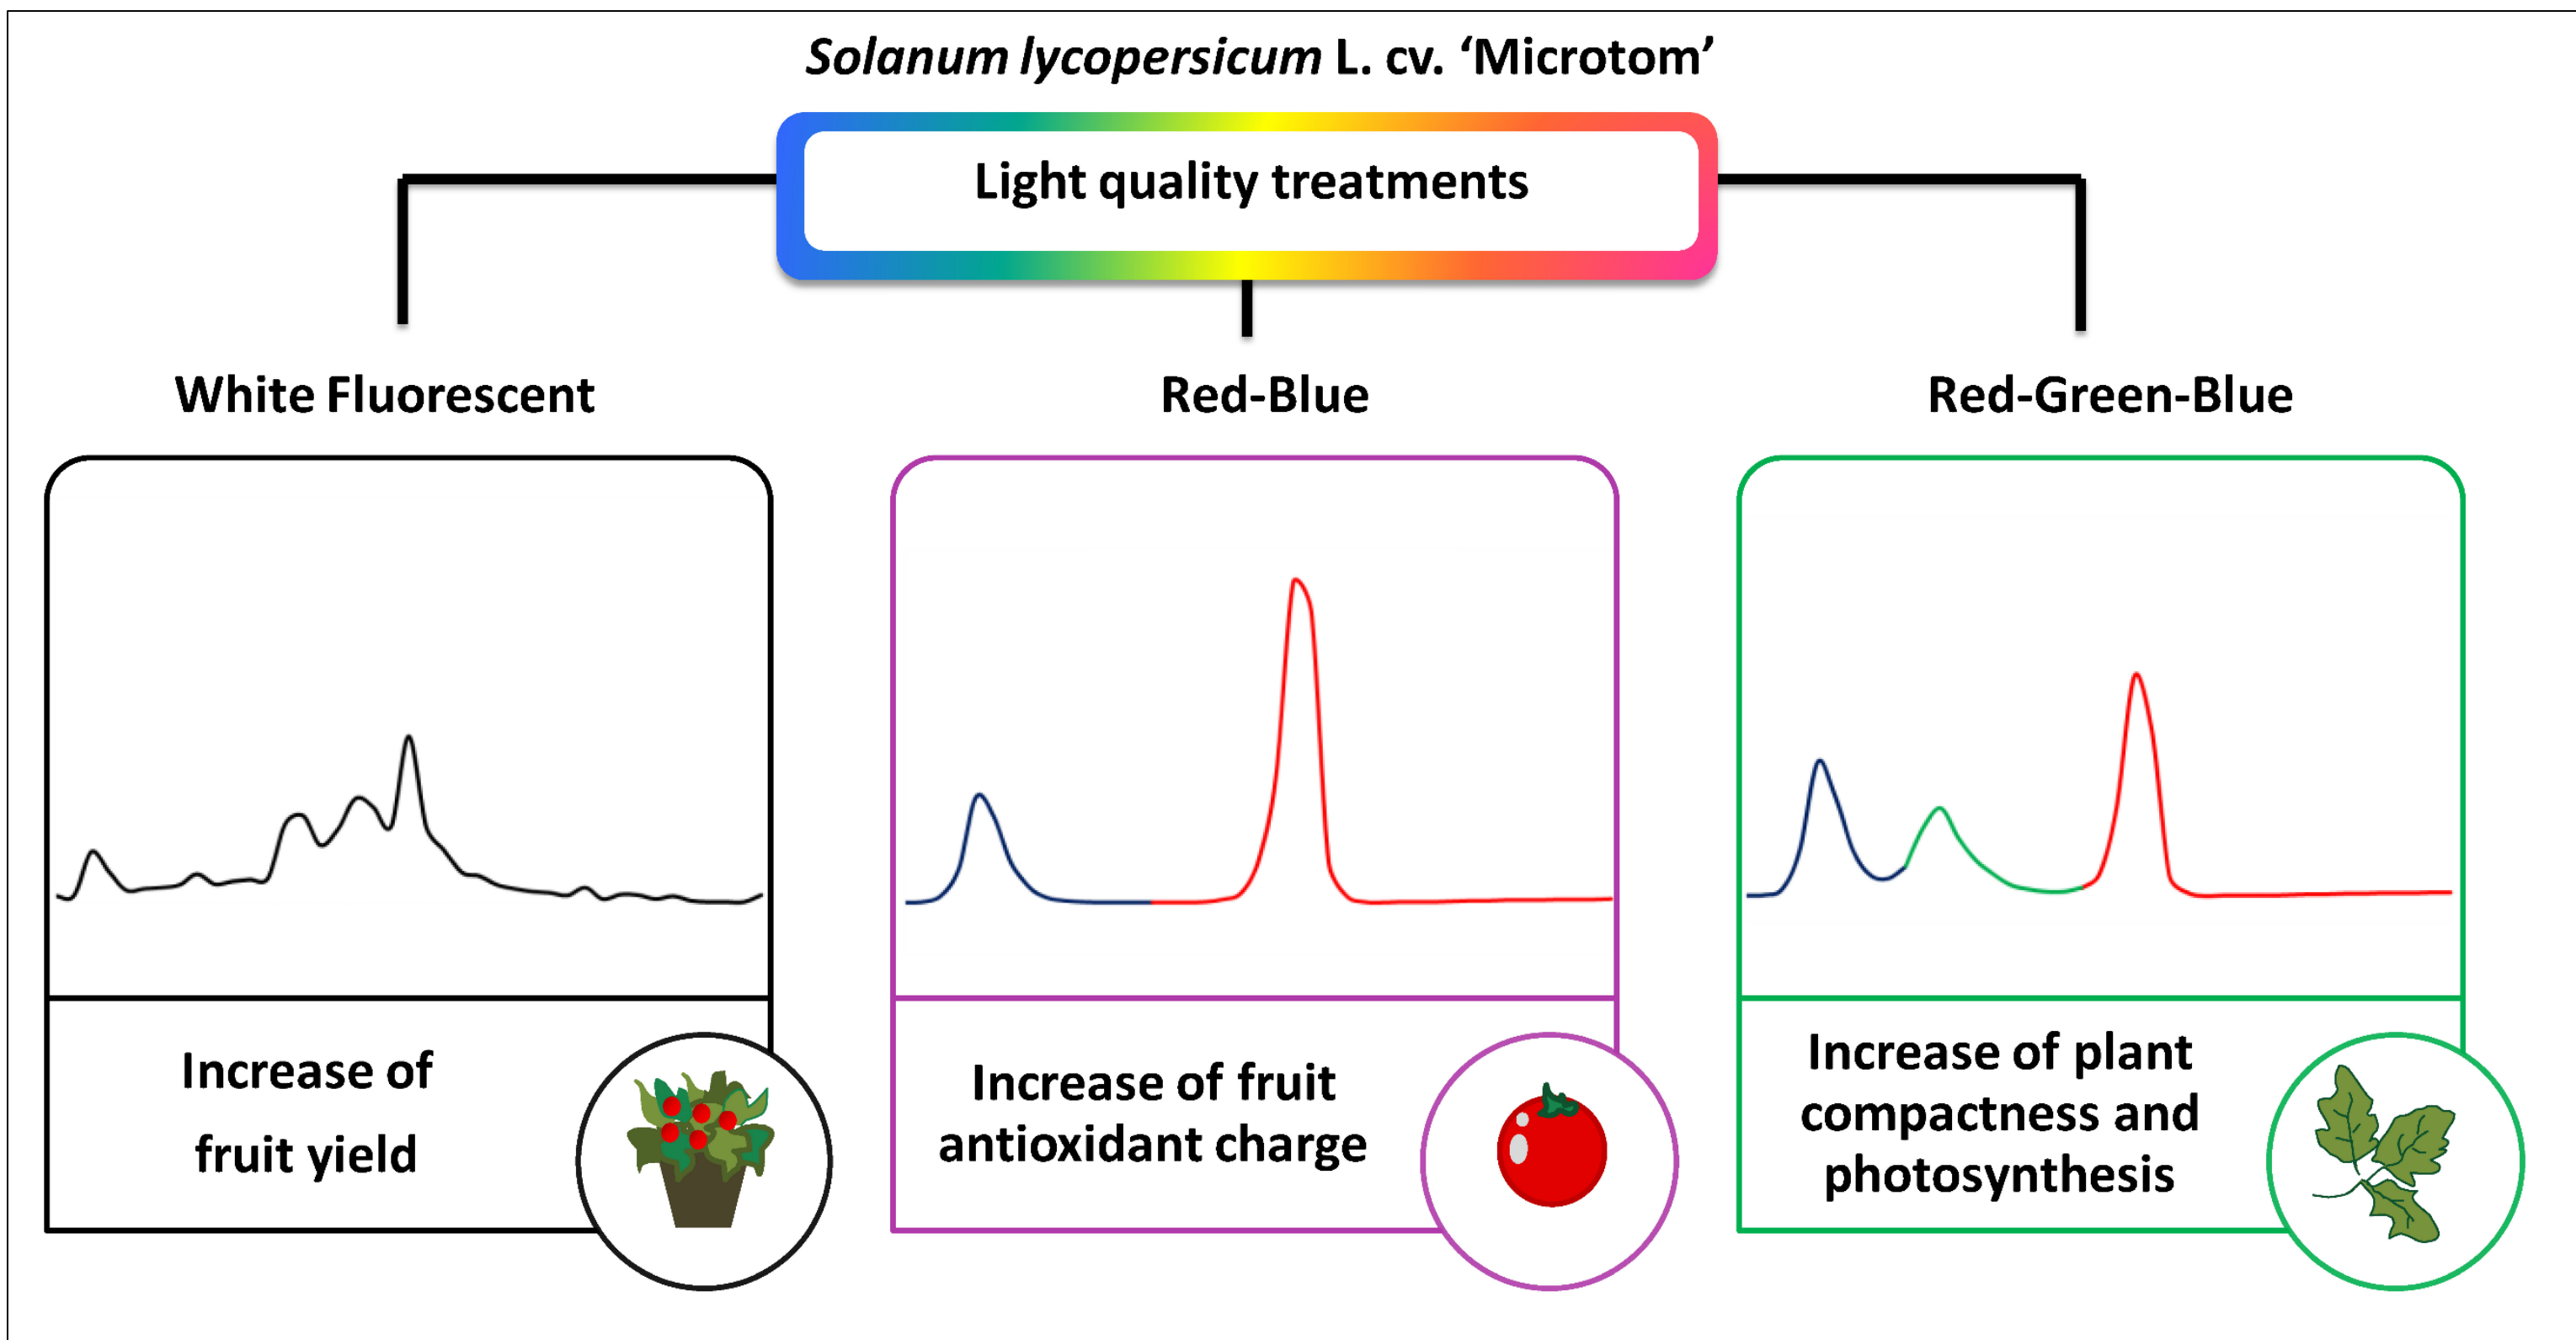 Solanum lycopersicum L. cv. ‘Microtom’
Light quality treatments
White Fluorescent
Red-Blue
Red-Green-Blue
Increase of
fruit yield
Increase of fruit
antioxidant charge
Increase of plant
compactness and
photosynthesis